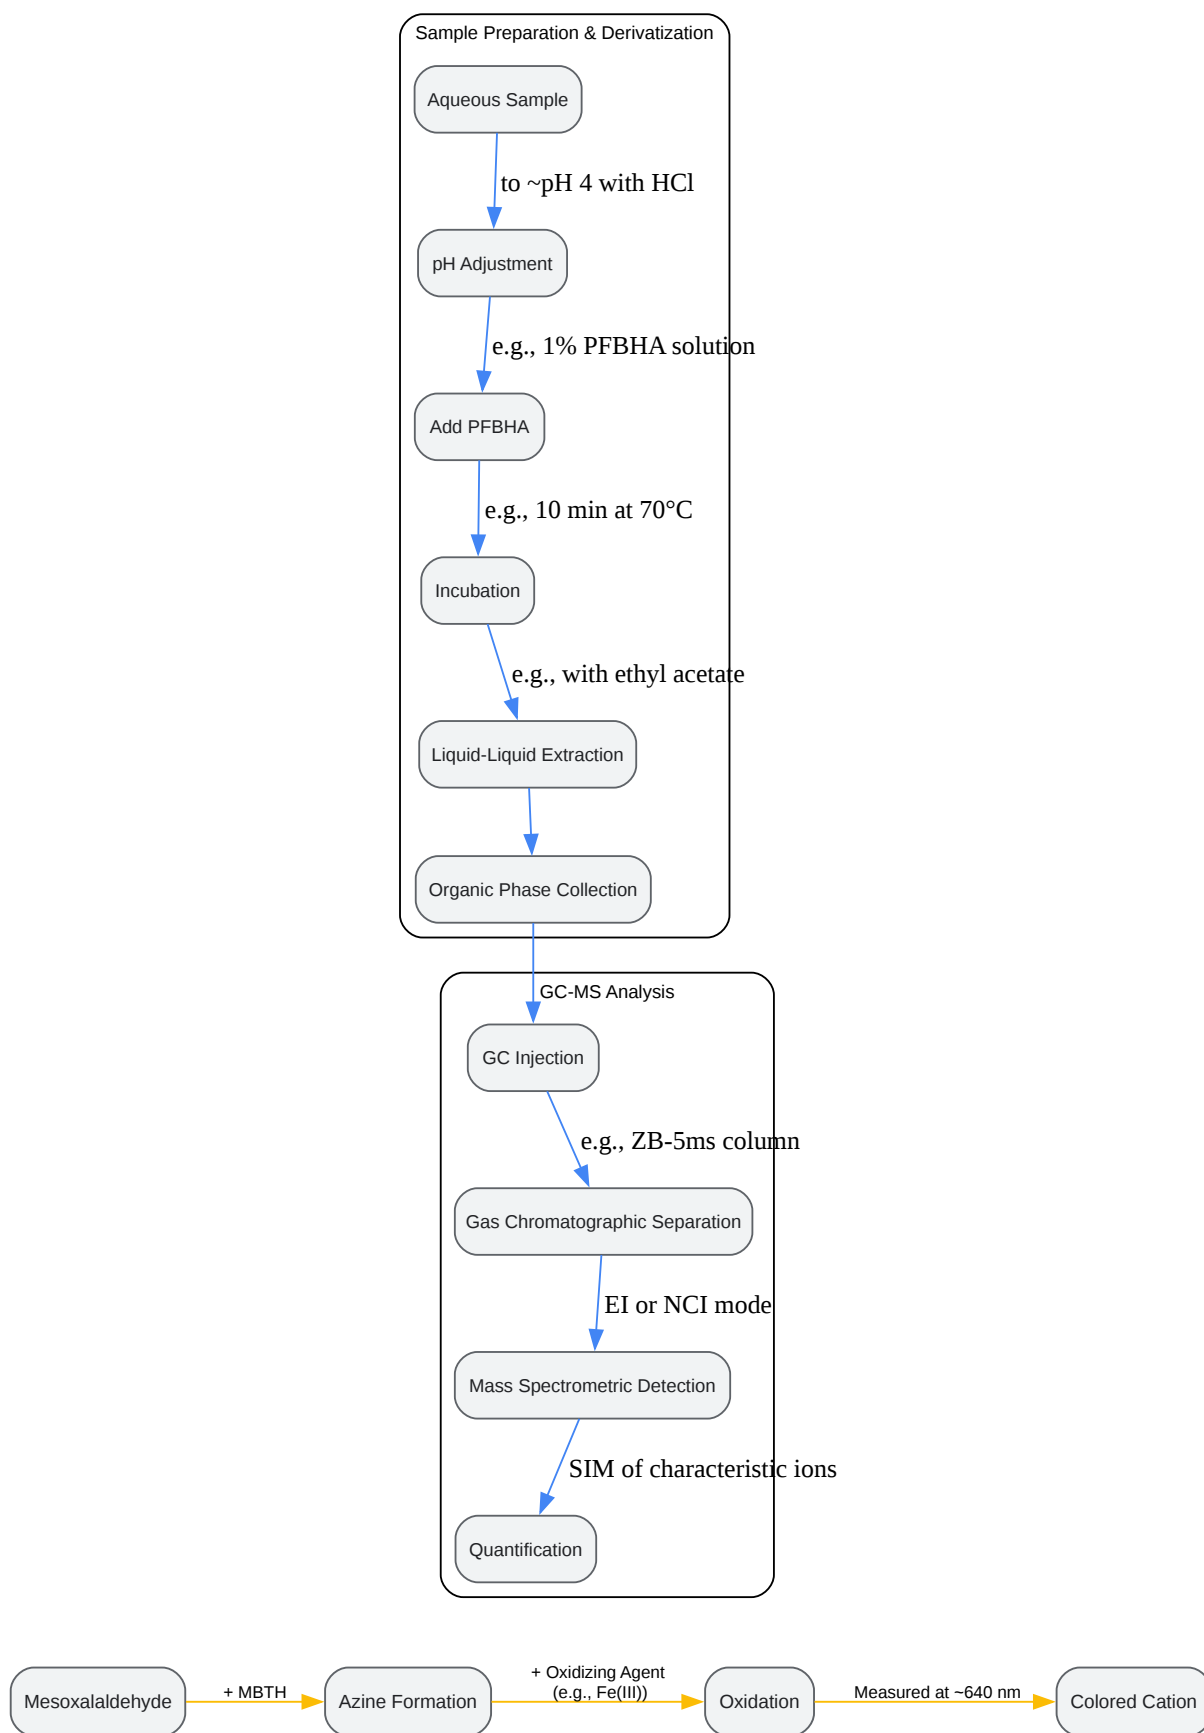 Sample Preparation & Derivatization
Aqueous Sample
to ~pH 4 with HCl
pH Adjustment
e.g., 1% PFBHA solution
Add PFBHA
e.g., 10 min at 70°C
Incubation
e.g., with ethyl acetate
Liquid-Liquid Extraction
Organic Phase Collection
GC-MS Analysis
GC Injection
e.g., ZB-5ms column
Gas Chromatographic Separation
EI or NCI mode
Mass Spectrometric Detection
SIM of characteristic ions
Quantification
Mesoxalaldehyde
+ MBTH
Azine Formation
+ Oxidizing Agent
(e.g., Fe(III))
Oxidation
Measured at ~640 nm
Colored Cation